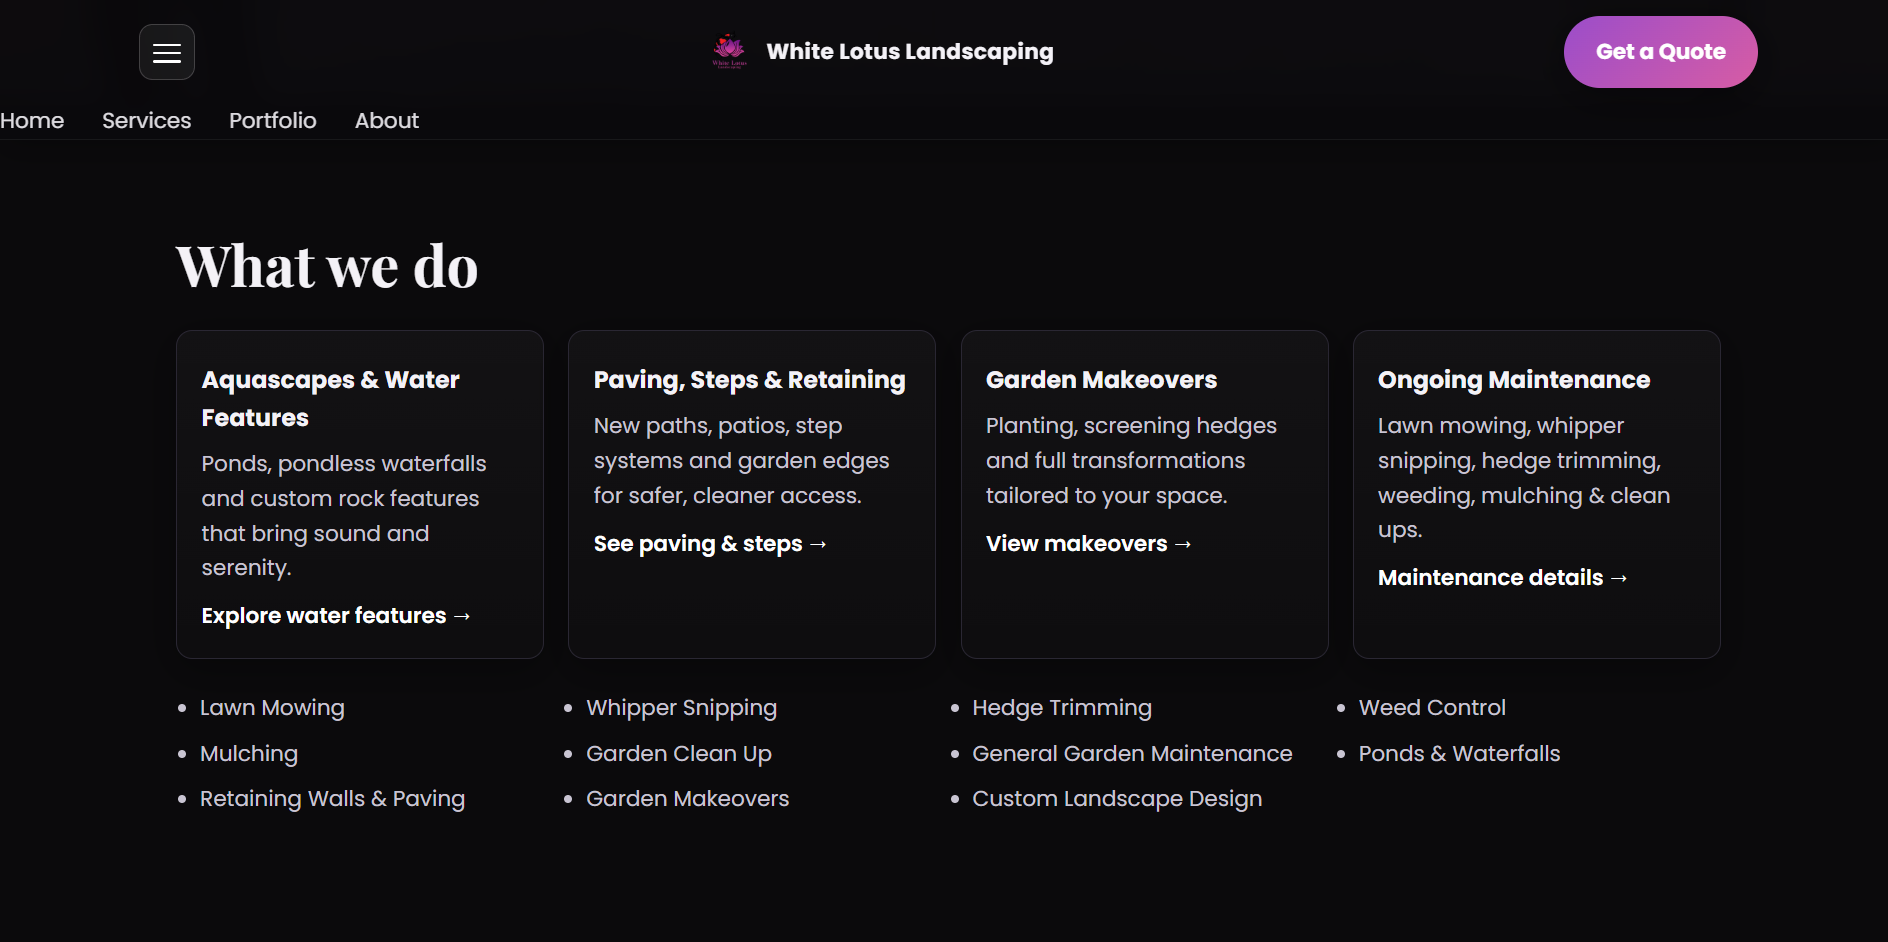 White Lotus
White Lotus Landscaping
Get a Quote
Home Services Portfolio About
What we do
Aquascapes & Water
Features
Ponds, pondless waterfalls
and custom rock features
that bring sound and
serenity.
Explore water features →
Paving, Steps & Retaining
New paths, patios, step
systems and garden edges
for safer, cleaner access.
See paving & steps →
Garden Makeovers
Planting, screening hedges
and full transformations
tailored to your space.
View makeovers →
Ongoing Maintenance
Lawn mowing, whipper
snipping, hedge trimming,
weeding, mulching & clean
ups.
Maintenance details →
• Lawn Mowing • Whipper Snipping • Hedge Trimming • Weed Control
• Mulching • Garden Clean Up • General Garden Maintenance • Ponds & Waterfalls
• Retaining Walls & Paving • Garden Makeovers • Custom Landscape Design